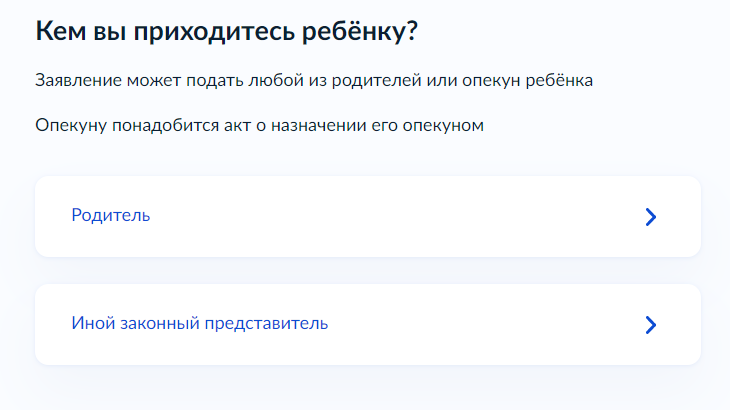 Кем вы приходитесь ребёнку?
Заявление может подать любой из родителей или опекун ребёнка
Опекуну понадобится акт о назначении его опекуном
Родитель
Иной законный представитель